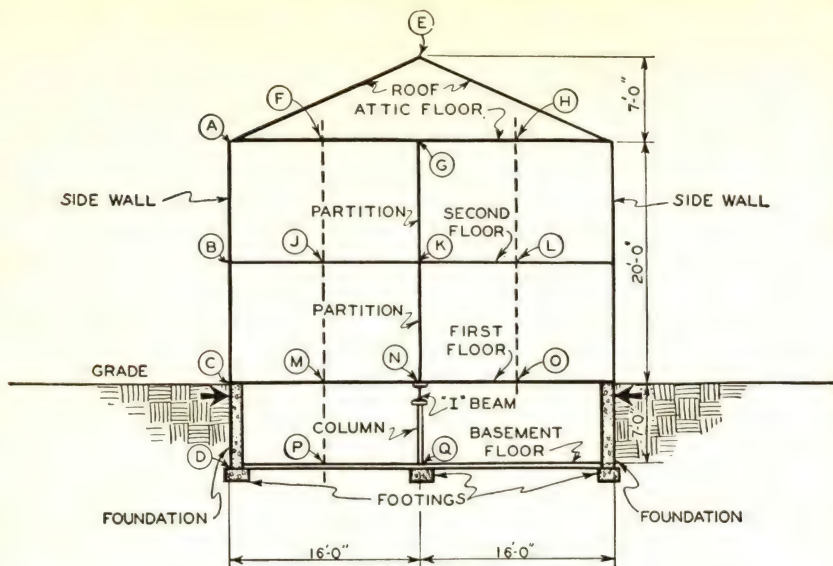 E
ROOF
7'-0"
F
ATTIC FLOOR
H
A
G
SIDE WALL
PARTITION
SECOND
FLOOR
SIDE WALL
B
J
K
L
20'-0"
PARTITION
FIRST
FLOOR
GRADE
C
M
N
O
"I" BEAM
COLUMN
7'-0"
P
Q
BASEMENT
FLOOR
D
FOOTINGS
FOUNDATION
FOUNDATION
16'-0"
16'-0"